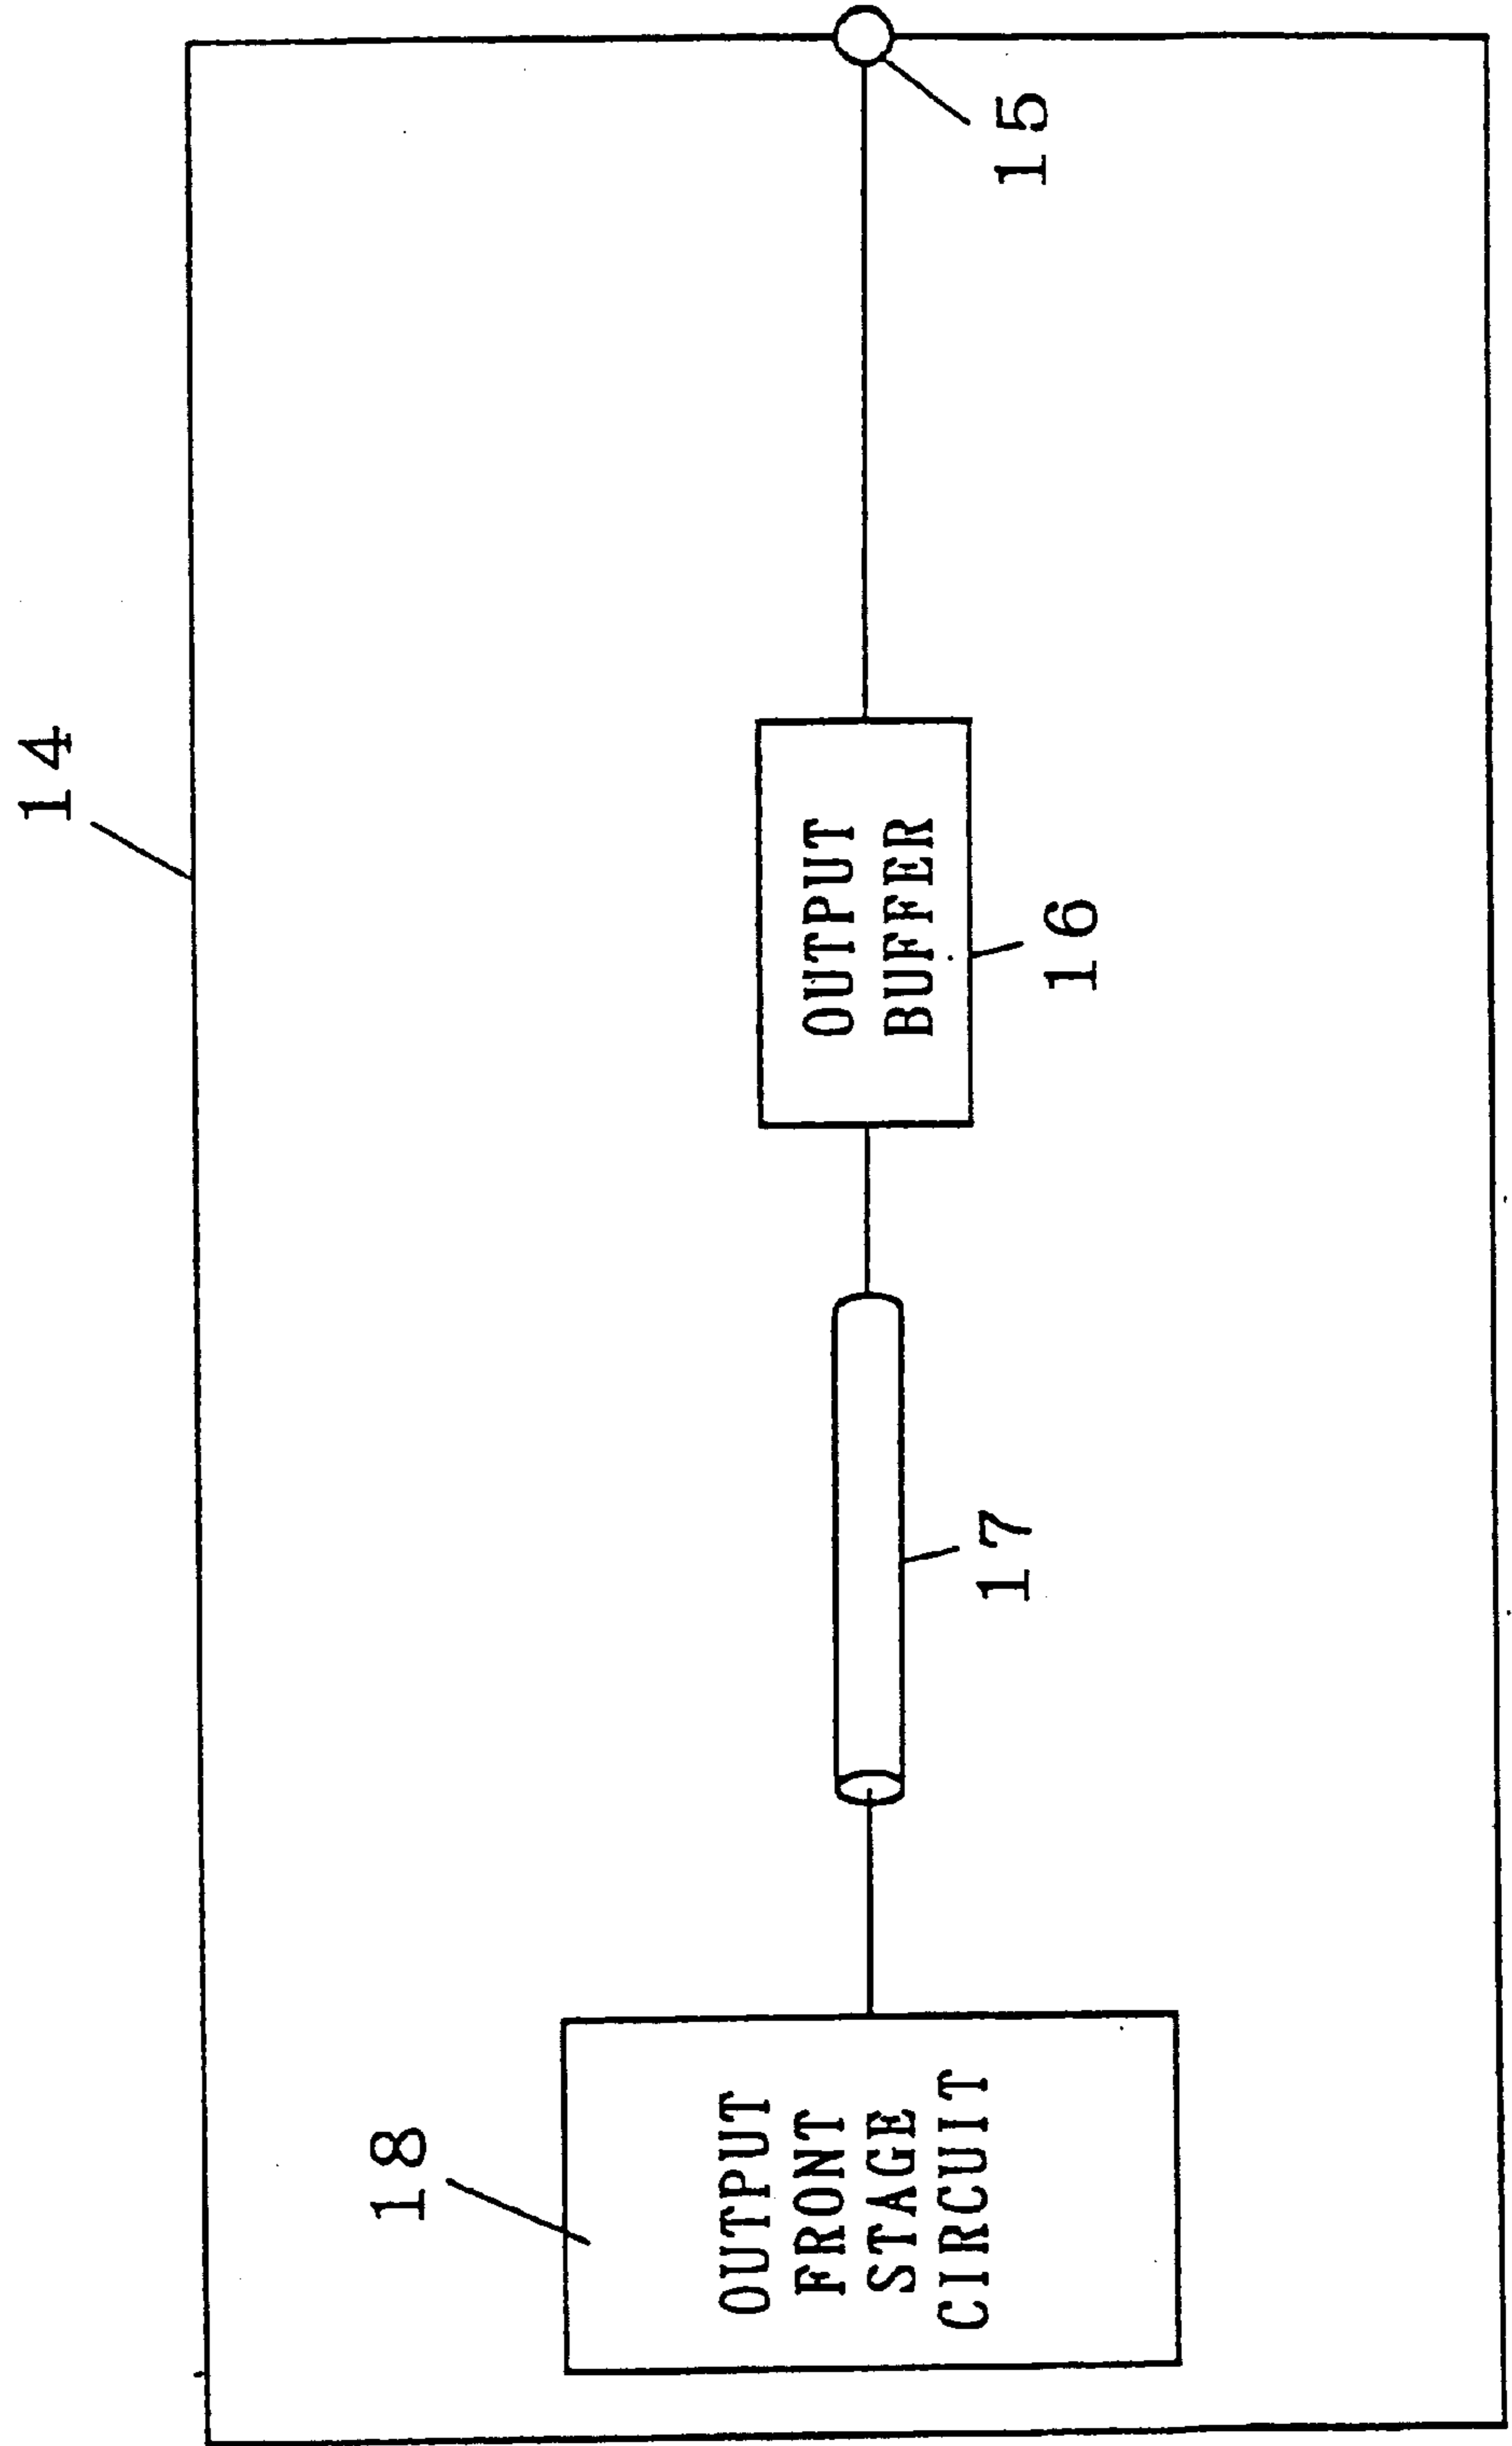 14
18
OUTPUT
FRONT
STAGE
CIRCUIT
17
OUTPUT
BUFFER
16
15